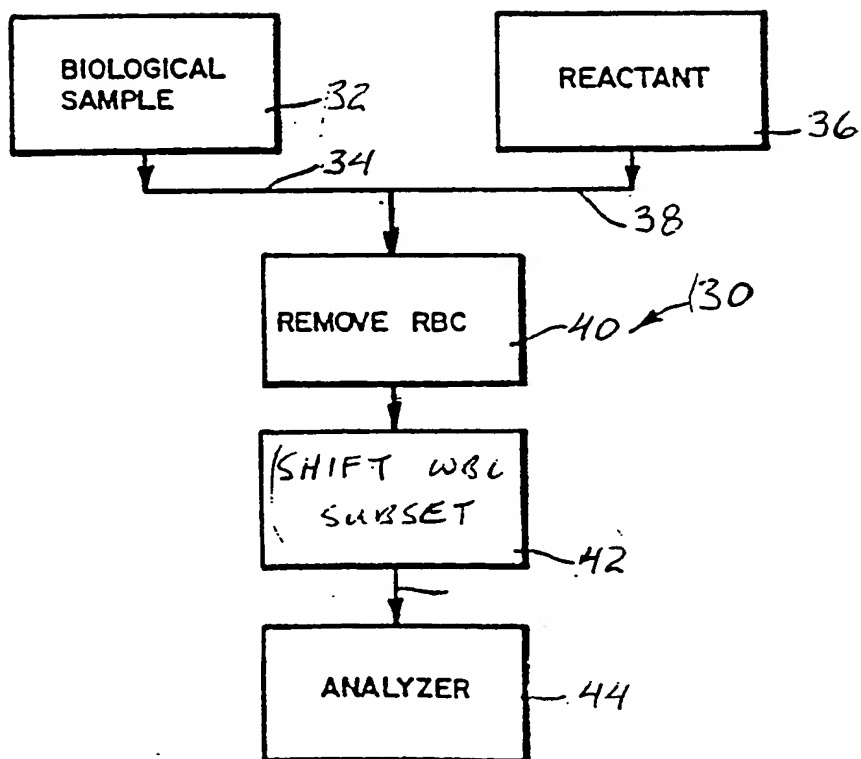 BIOLOGICAL
SAMPLE
32
REACTANT
36
34
38
REMOVE RBC
40
30
SHIFT WBC
SUBSET
42
ANALYZER
44